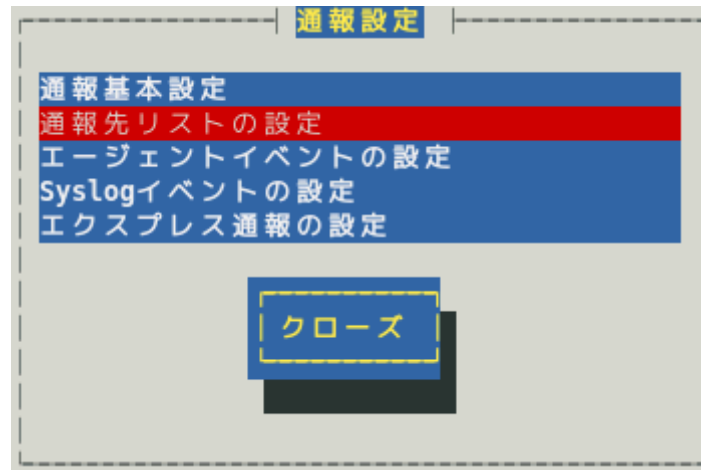 通報設定
通報基本設定
通報先リストの設定
エージェントイベントの設定
Syslogイベントの設定
エクスプレス通報の設定
クローズ